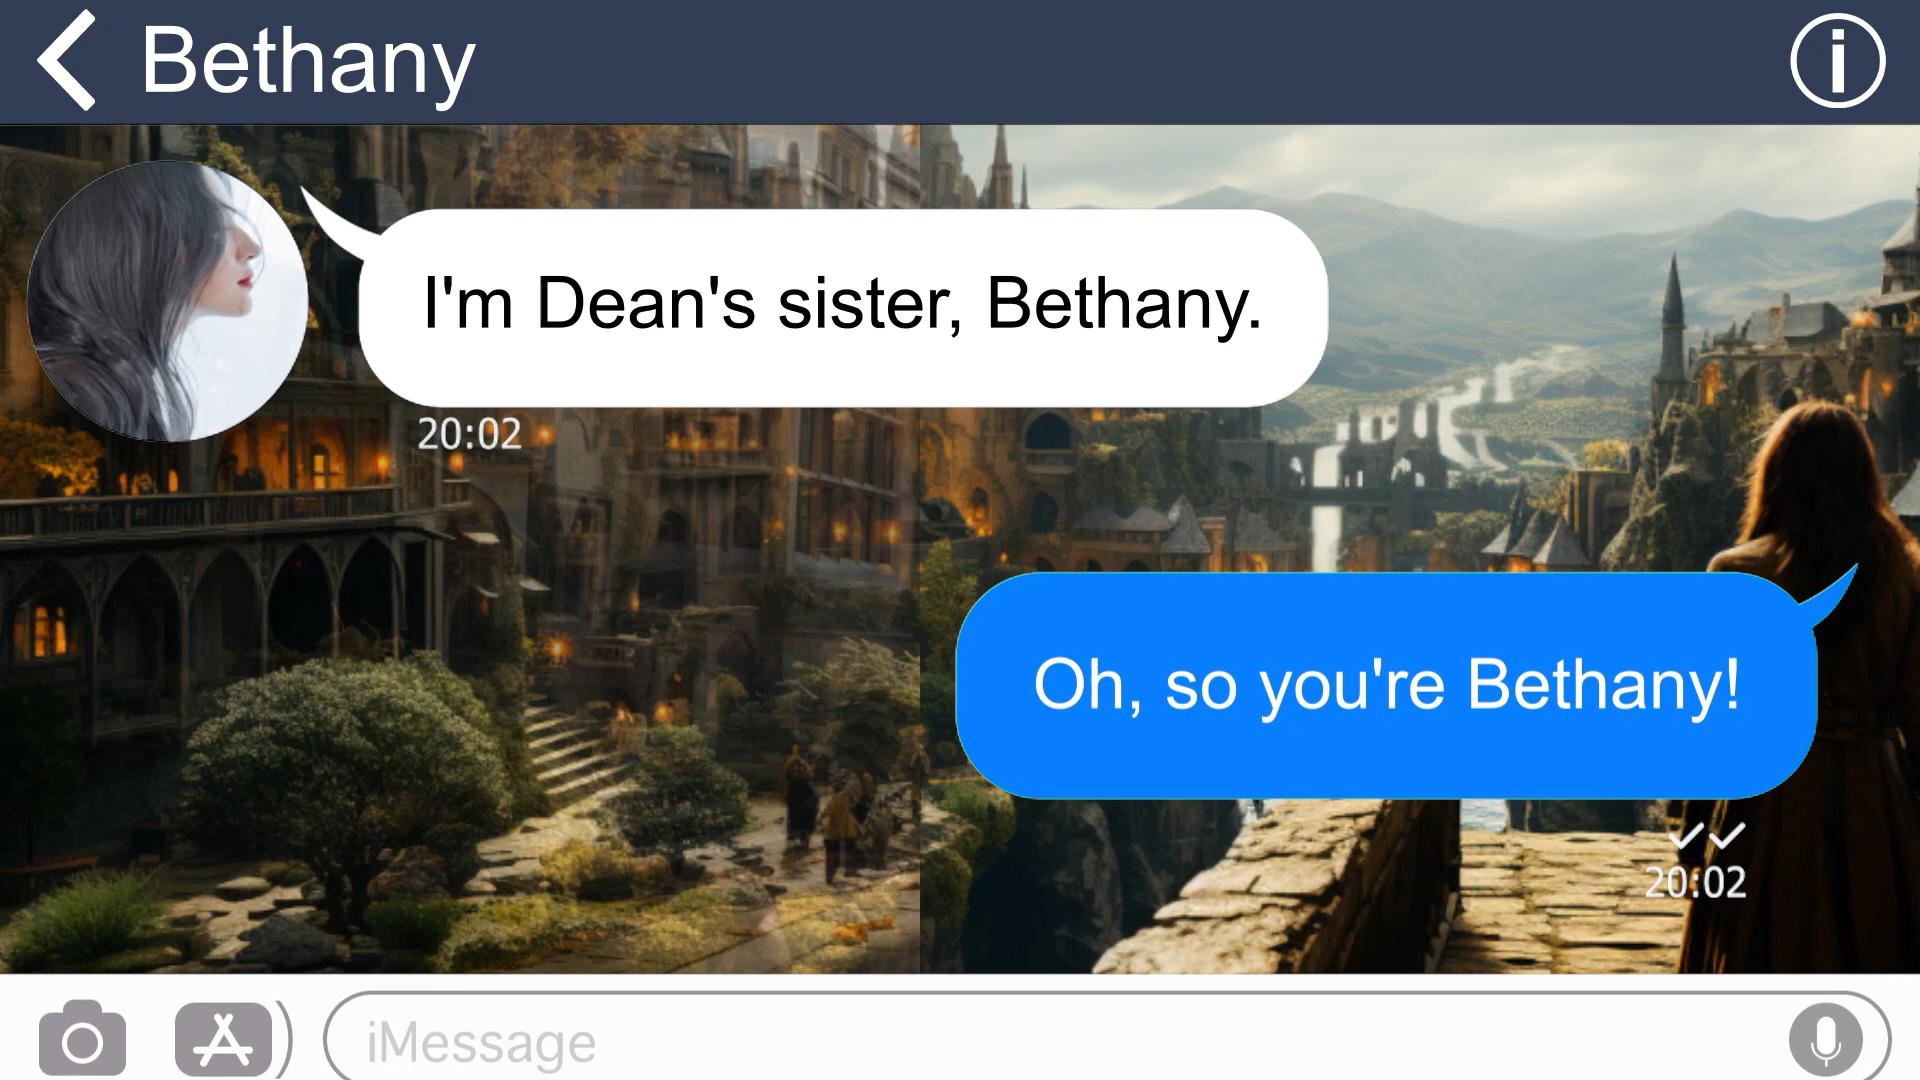 Bethany
I'm Dean's sister, Bethany.
20:02
Oh, so you're Bethany!
20:02
iMessage